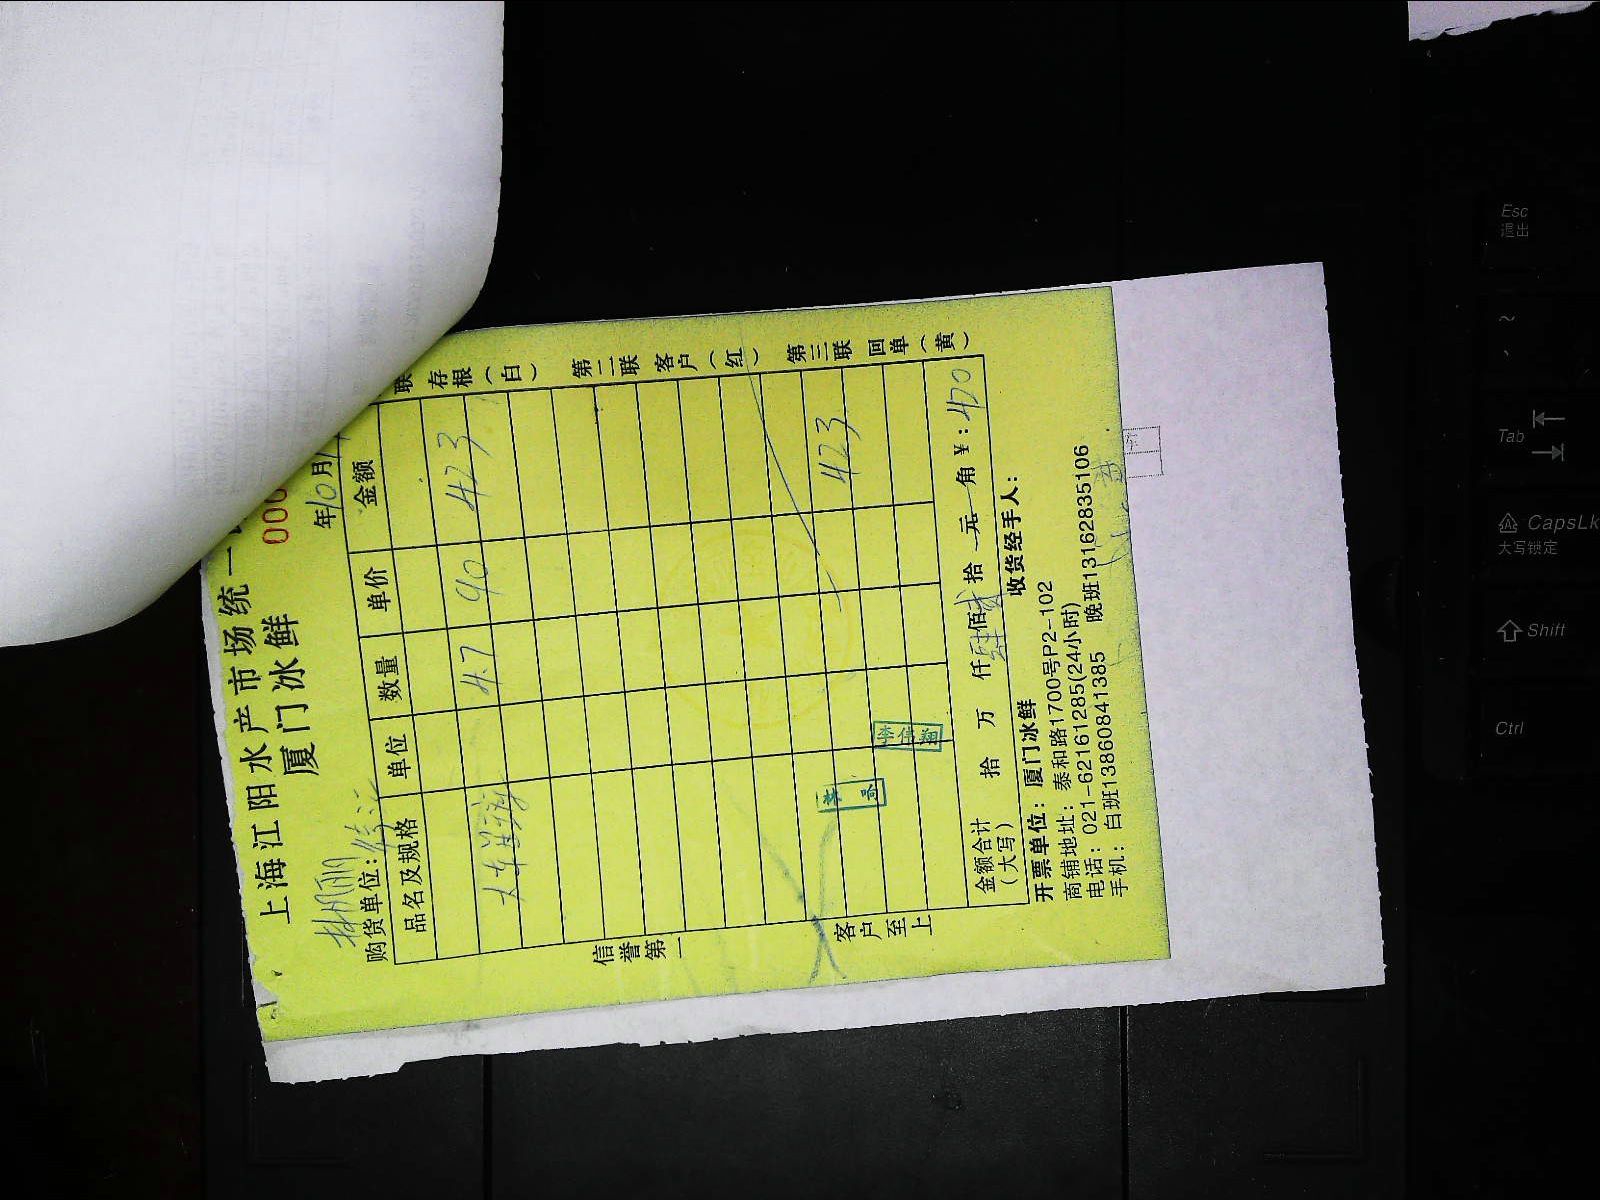 上海江阳水产市场统一
厦门冰鲜
000
年10月
购货单位:
品名及规格 单位 数量 单价 金额
4.7 90 423
423
金额合计(大写) 拾 万 仟 肆佰贰拾 元 角 ¥: 420
开票单位: 厦门冰鲜 收货经手人:
商铺地址: 泰和路1700号P2-102
电话: 021-62161285(24小时)
手机: 白班13860841385 晚班13162835106
联 存根(白) 第二联 客户(红) 第三联 回单(黄)
信誉第一 客户至上
李伟翔
Esc
~
Tab
CapsLk
大写锁定
Shift
Ctrl